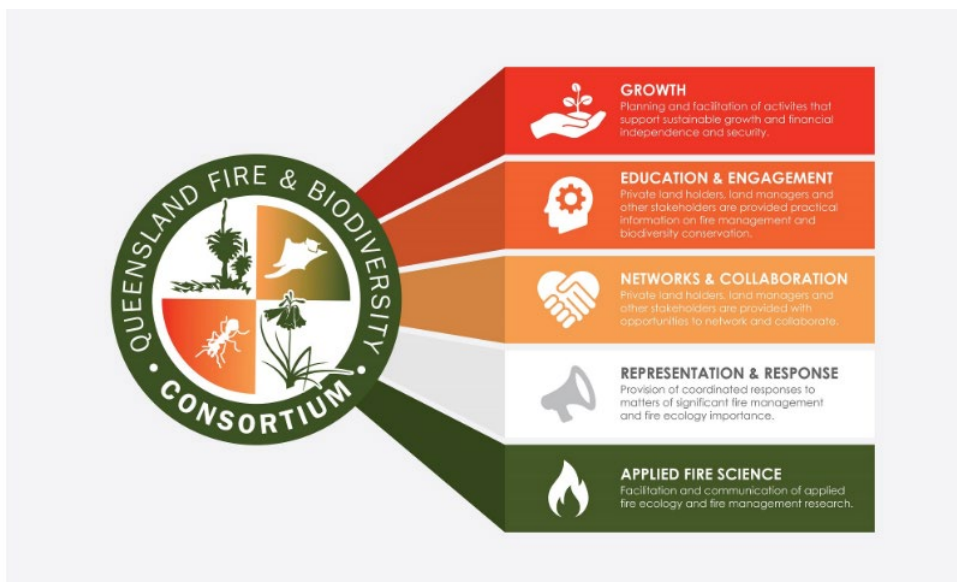 QUEENSLAND FIRE & BIODIVERSITY
• CONSORTIUM •
GROWTH
Planning and facilitation of activites that
support sustainable growth and financial
independence and security.
EDUCATION & ENGAGEMENT
Private land holders, land managers and
other stakeholders are provided practical
information on fire management and
biodiversity conservation.
NETWORKS & COLLABORATION
Private land holders, land managers and
other stakeholders are provided with
opportunities to network and collaborate.
REPRESENTATION & RESPONSE
Provision of coordinated responses to
matters of significant fire management
and fire ecology importance.
APPLIED FIRE SCIENCE
Facilitation and communication of applied
fire ecology and fire management research.